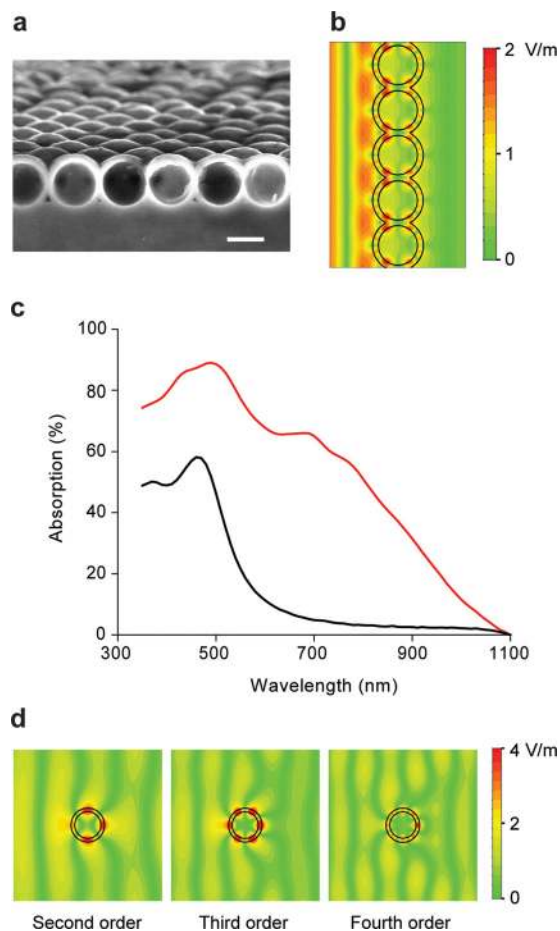 a
b
2 V/m
1
0
c
100
80
60
40
20
0
Absorption (%)
300 500 700 900 1100
Wavelength (nm)
d
4 V/m
2
0
Second order Third order Fourth order